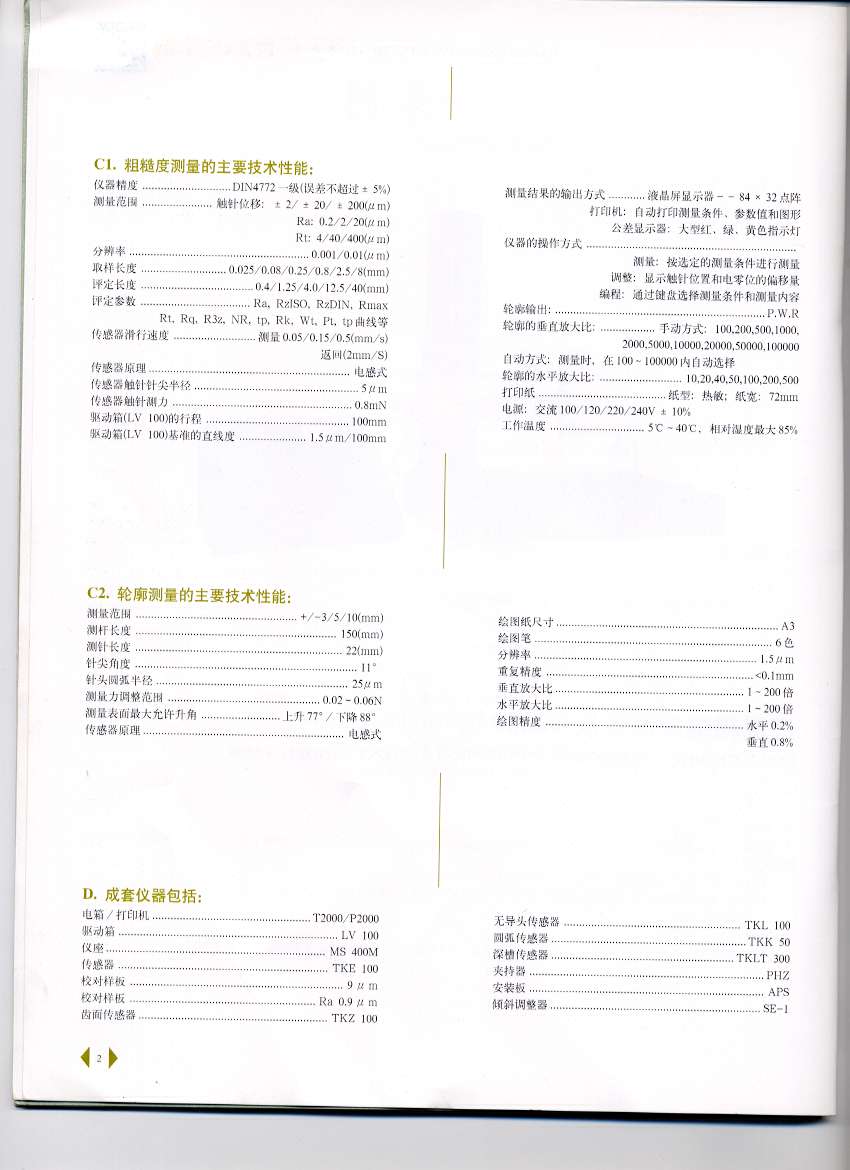 C1. 粗糙度测量的主要技术性能:
仪器精度 ............................ DIN4772 一级(误差不超过 ± 5%)
测量范围 ...................... 触针位移: ± 2/ ± 20/ ± 200(μm)
Ra: 0.2/2/20(μm)
Rt: 4/40/400(μm)
分辨率 ............................................................ 0.001/0.01(μm)
取样长度 ........................... 0.025/0.08/0.25/0.8/2.5/8(mm)
评定长度 .................................... 0.4/1.25/4.0/12.5/40(mm)
评定参数 .................................... Ra, RzISO, RzDIN, Rmax
Rt, Rq, R3z, NR, tp, Rk, Wt, Pt, tp 曲线等
传感器滑行速度 .......................... 测量 0.05/0.15/0.5(mm/s)
返回(2mm/S)
传感器原理 ................................................................ 电感式
传感器触针针尖半径 ..................................................... 5μm
传感器触针测力 ......................................................... 0.8mN
驱动箱(LV 100)的行程 .............................................. 100mm
驱动箱(LV 100)基准的直线度 ...................... 1.5μm/100mm
测量结果的输出方式 ............ 液晶屏显示器－－ 84 × 32 点阵
打印机: 自动打印测量条件、参数值和图形
公差显示器: 大型红、绿、黄色指示灯
仪器的操作方式 ....................................................................
测量: 按选定的测量条件进行测量
调整: 显示触针位置和电零位的偏移量
编程: 通过键盘选择测量条件和测量内容
轮廓输出: .................................................................... P.W.R
轮廓的垂直放大比: .................. 手动方式: 100,200,500,1000,
2000,5000,10000,20000,50000,100000
自动方式: 测量时, 在 100 ~ 100000 内自动选择
轮廓的水平放大比: ........................... 10,20,40,50,100,200,500
打印纸 ......................................... 纸型: 热敏; 纸宽: 72mm
电源: 交流 100/120/220/240V ± 10%
工作温度 .............................. 5℃ ~ 40℃, 相对湿度最大 85%
C2. 轮廓测量的主要技术性能:
测量范围 ..................................................... +/-3/5/10(mm)
测杆长度 ................................................................. 150(mm)
测针长度 ................................................................... 22(mm)
针尖角度 ........................................................................ 11°
针头圆弧半径 .............................................................. 25μm
测量力调整范围 ................................................ 0.02 - 0.06N
测量表面最大允许升角 ......................... 上升 77° / 下降 88°
传感器原理 ................................................................ 电感式
绘图纸尺寸 ...................................................................... A3
绘图笔 ............................................................................ 6 色
分辨率 ....................................................................... 1.5μm
重复精度 .................................................................. <0.1mm
垂直放大比 ............................................................ 1 ~ 200 倍
水平放大比 ............................................................ 1 ~ 200 倍
绘图精度 .............................................................. 水平 0.2%
垂直 0.8%
D. 成套仪器包括:
电箱 / 打印机 .................................................. T2000/P2000
驱动箱 ..................................................................... LV 100
仪座 .................................................................... MS 400M
传感器 .................................................................. TKE 100
校对样板 .................................................................... 9 μm
校对样板 ........................................................... Ra 0.9 μm
齿面传感器 ............................................................ TKZ 100
无导头传感器 ........................................................ TKL 100
圆弧传感器 ............................................................. TKK 50
深槽传感器 ......................................................... TKLT 300
夹持器 .......................................................................... PHZ
安装板 .......................................................................... APS
倾斜调整器 .................................................................. SE-1
2